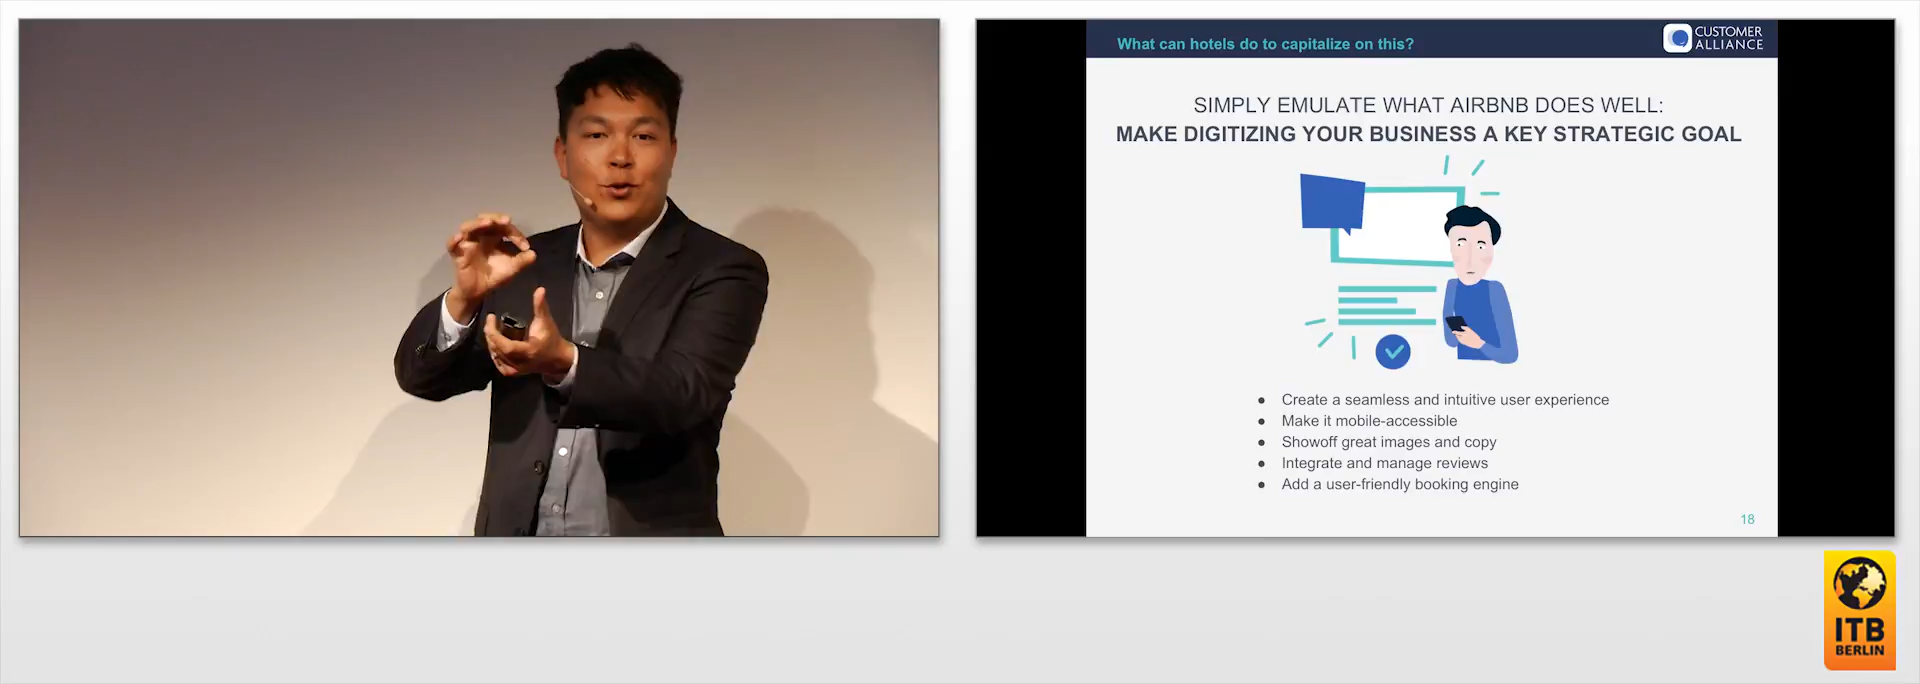 What can hotels do to capitalize on this?
CUSTOMER
ALLIANCE
SIMPLY EMULATE WHAT AIRBNB DOES WELL:
MAKE DIGITIZING YOUR BUSINESS A KEY STRATEGIC GOAL
● Create a seamless and intuitive user experience
● Make it mobile-accessible
● Showoff great images and copy
● Integrate and manage reviews
● Add a user-friendly booking engine
18
ITB
BERLIN